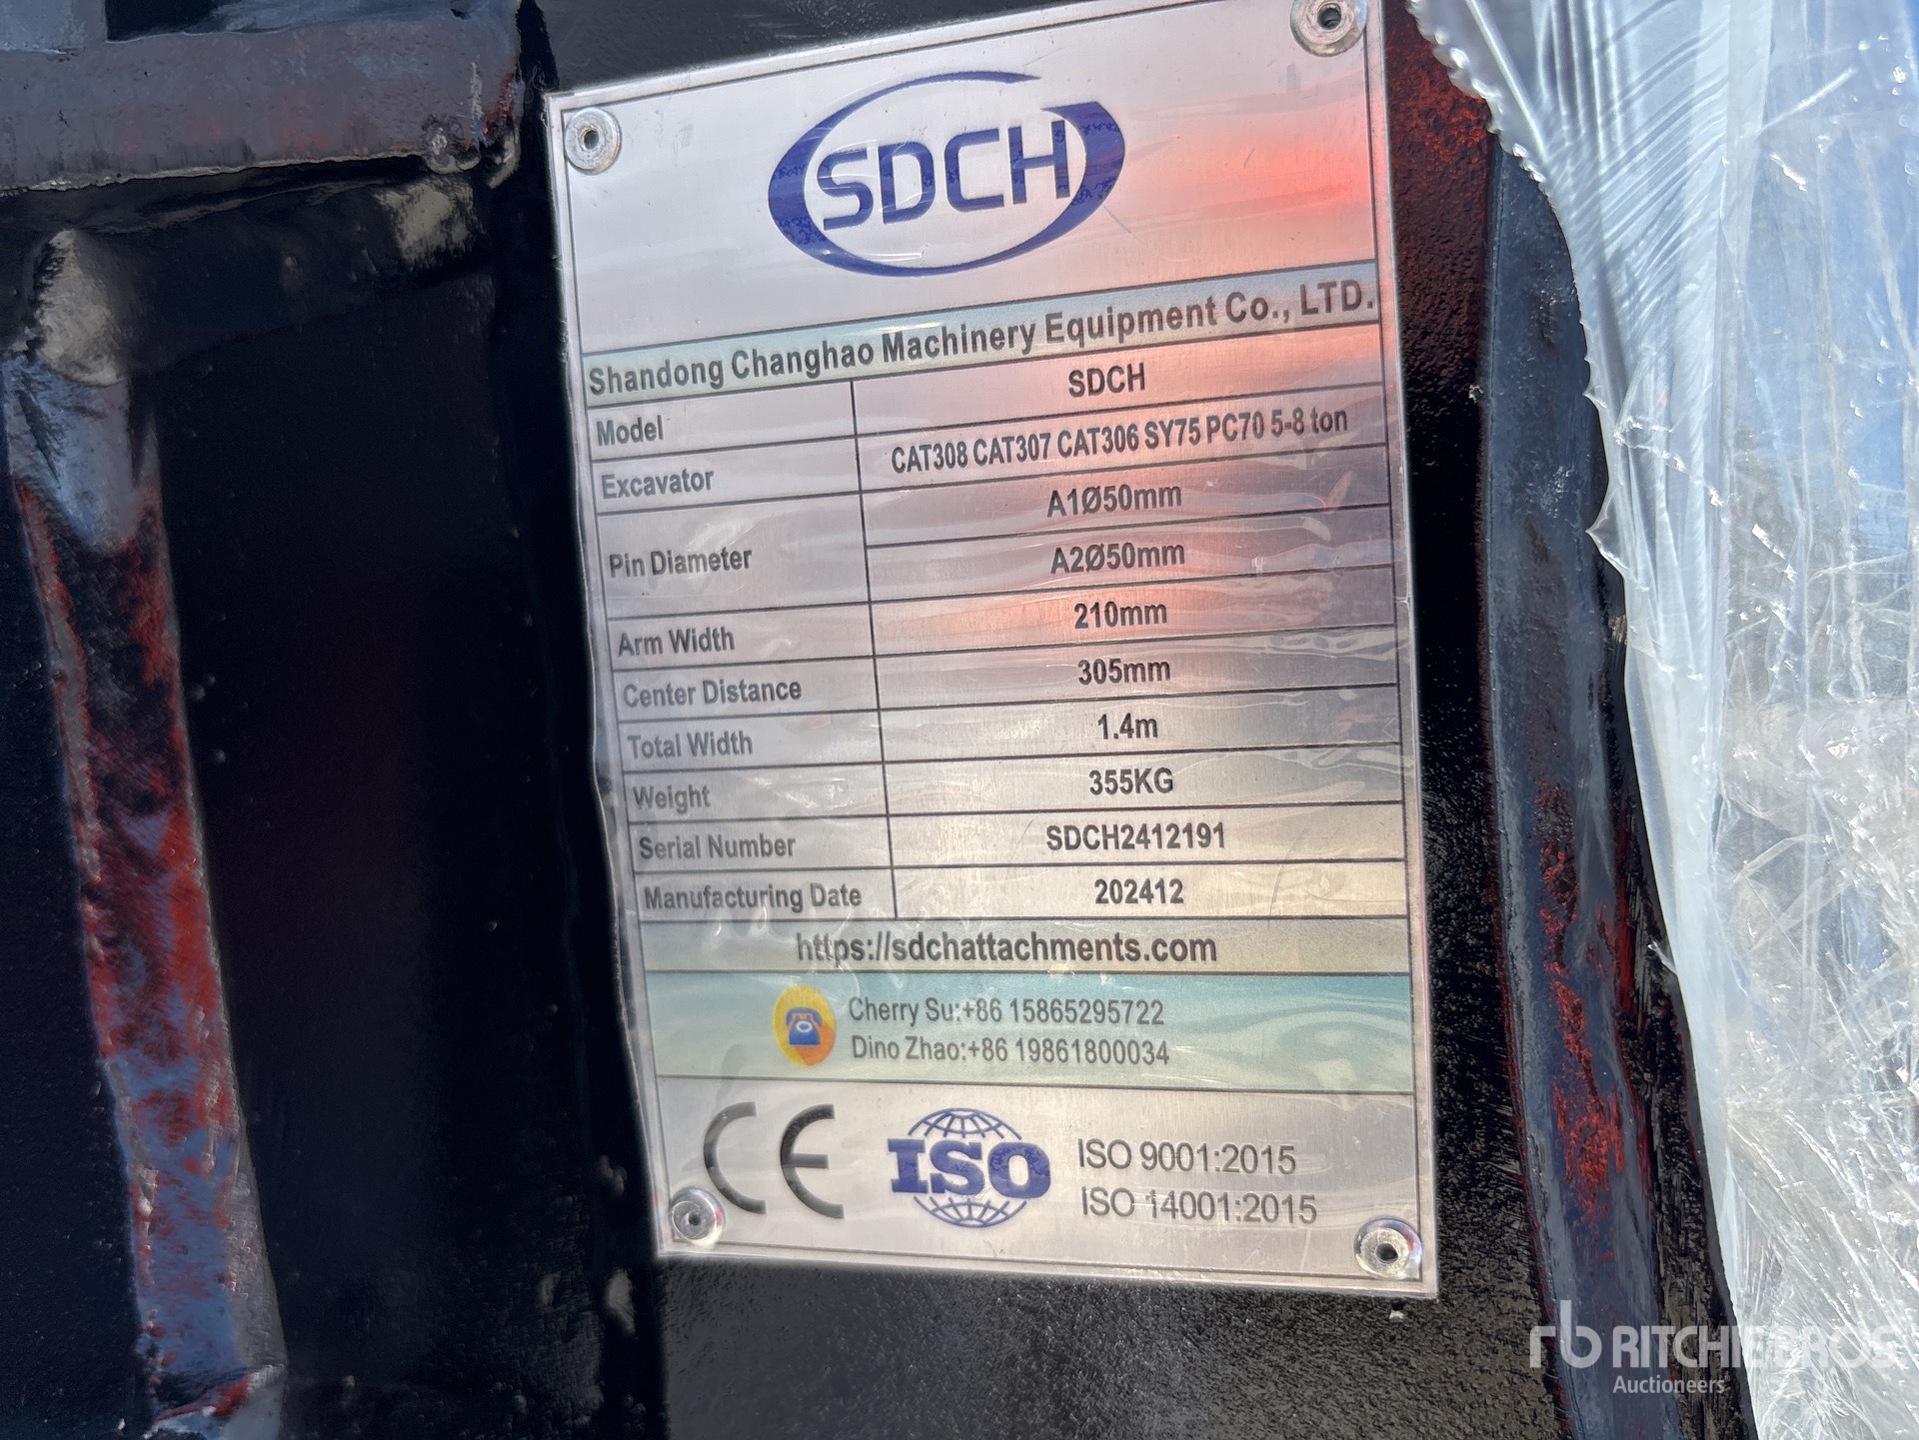 SDCH
Shandong Changhao Machinery Equipment Co., LTD.
Model SDCH
Excavator CAT308 CAT307 CAT306 SY75 PC70 5-8 ton
Pin Diameter A1Ø50mm
A2Ø50mm
Arm Width 210mm
Center Distance 305mm
Total Width 1.4m
Weight 355KG
Serial Number SDCH2412191
Manufacturing Date 202412
https://sdchattachments.com
Cherry Su:+86 15865295722
Dino Zhao:+86 19861800034
CE ISO ISO 9001:2015
ISO 14001:2015
rb RITCHIE BROS
Auctioneers